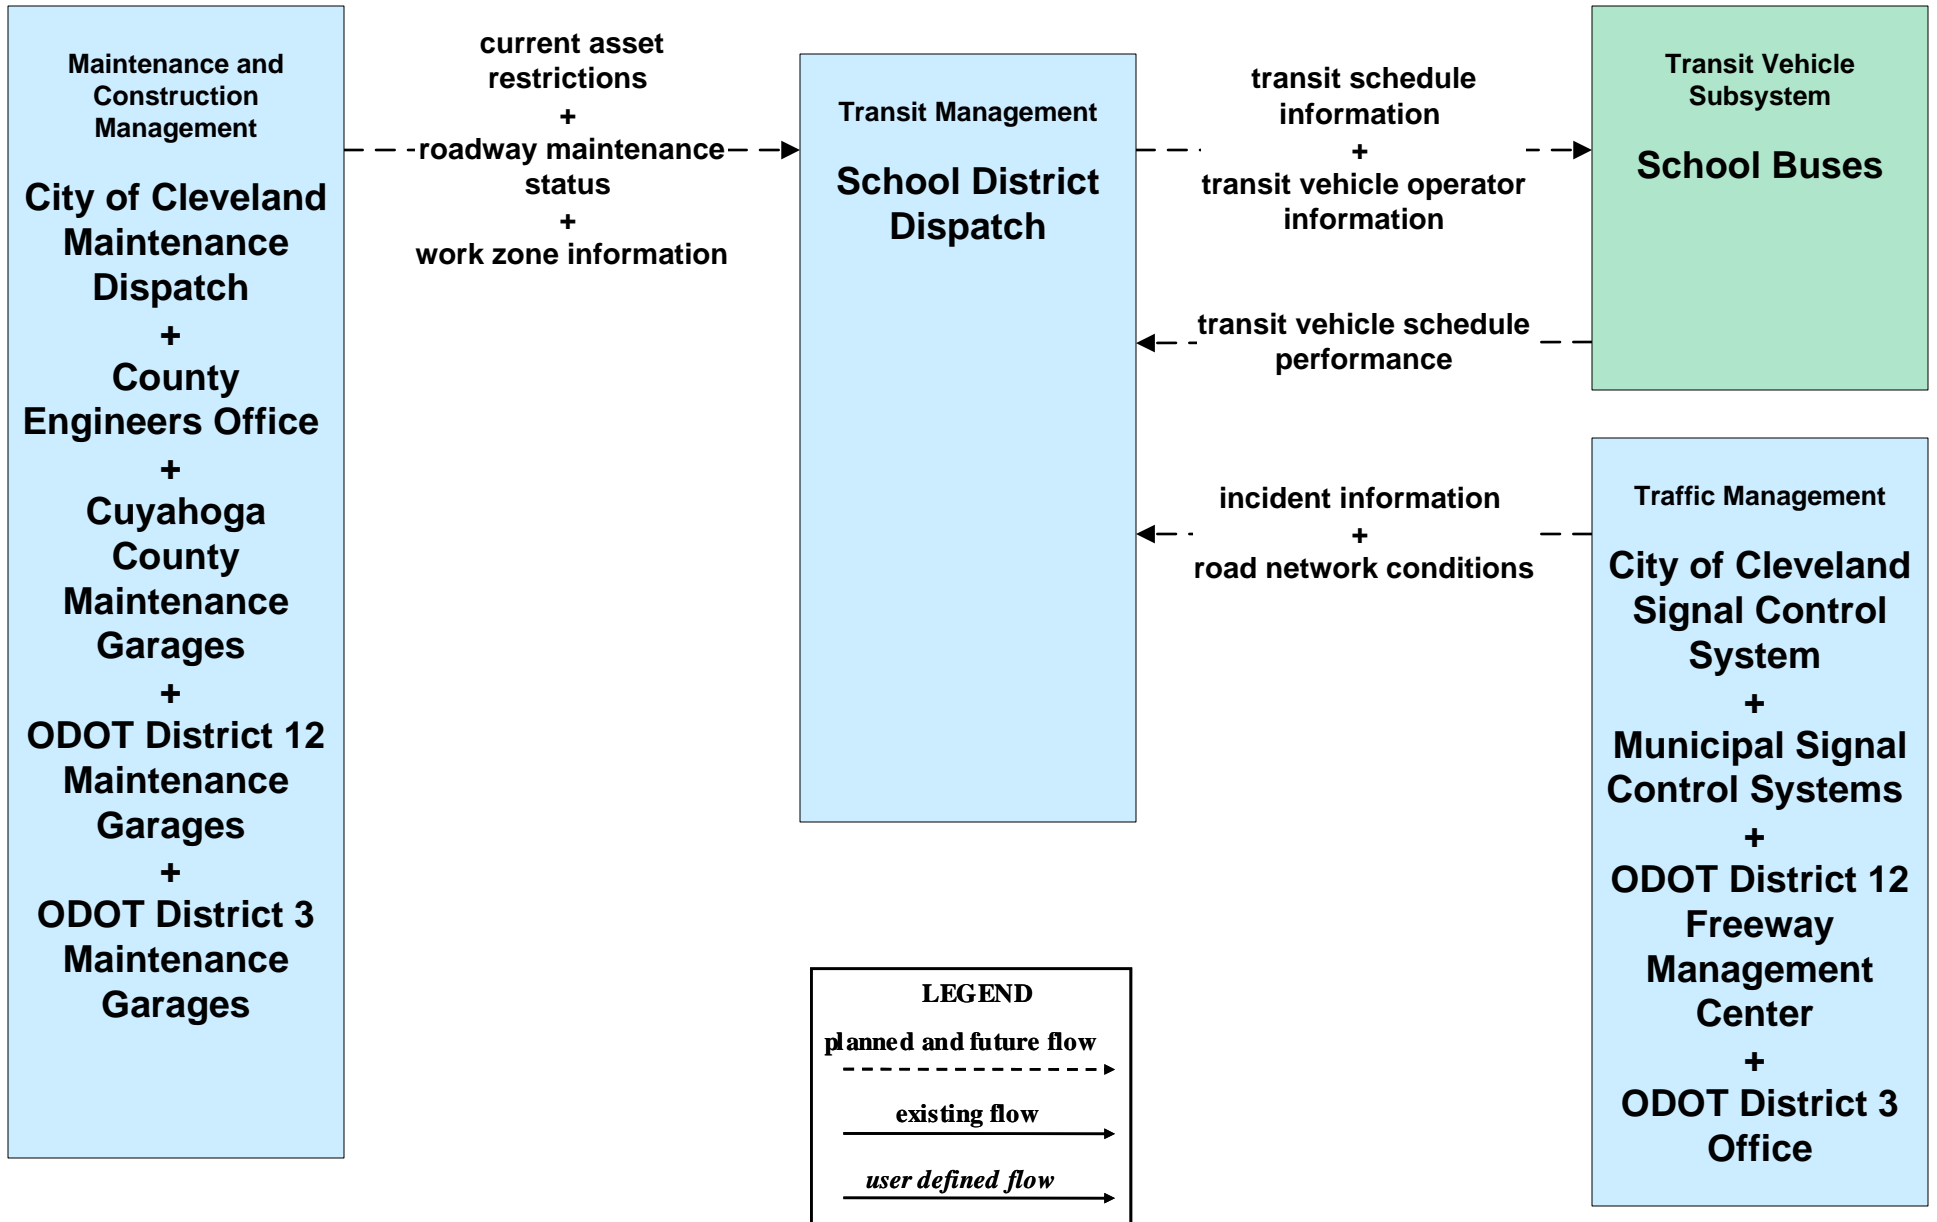 Maintenance and
Construction
Management
City of Cleveland
Maintenance
Dispatch
+
County
Engineers Office
+
Cuyahoga
County
Maintenance
Garages
+
ODOT District 12
Maintenance
Garages
+
ODOT District 3
Maintenance
Garages
current asset
restrictions
+
roadway maintenance
status
+
work zone information
Transit Management
School District
Dispatch
transit schedule
information
+
transit vehicle operator
information
transit vehicle schedule
performance
incident information
+
road network conditions
Transit Vehicle
Subsystem
School Buses
Traffic Management
City of Cleveland
Signal Control
System
+
Municipal Signal
Control Systems
+
ODOT District 12
Freeway
Management
Center
+
ODOT District 3
Office
LEGEND
planned and future flow
existing flow
user defined flow